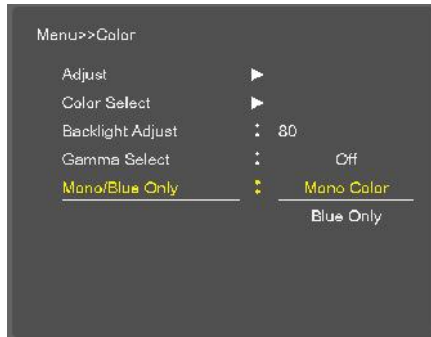 Menu>>Color
Adjust
Color Select
Backlight Adjust : 80
Gamma Select : Off
Mono/Blue Only : Mono Color
Blue Only